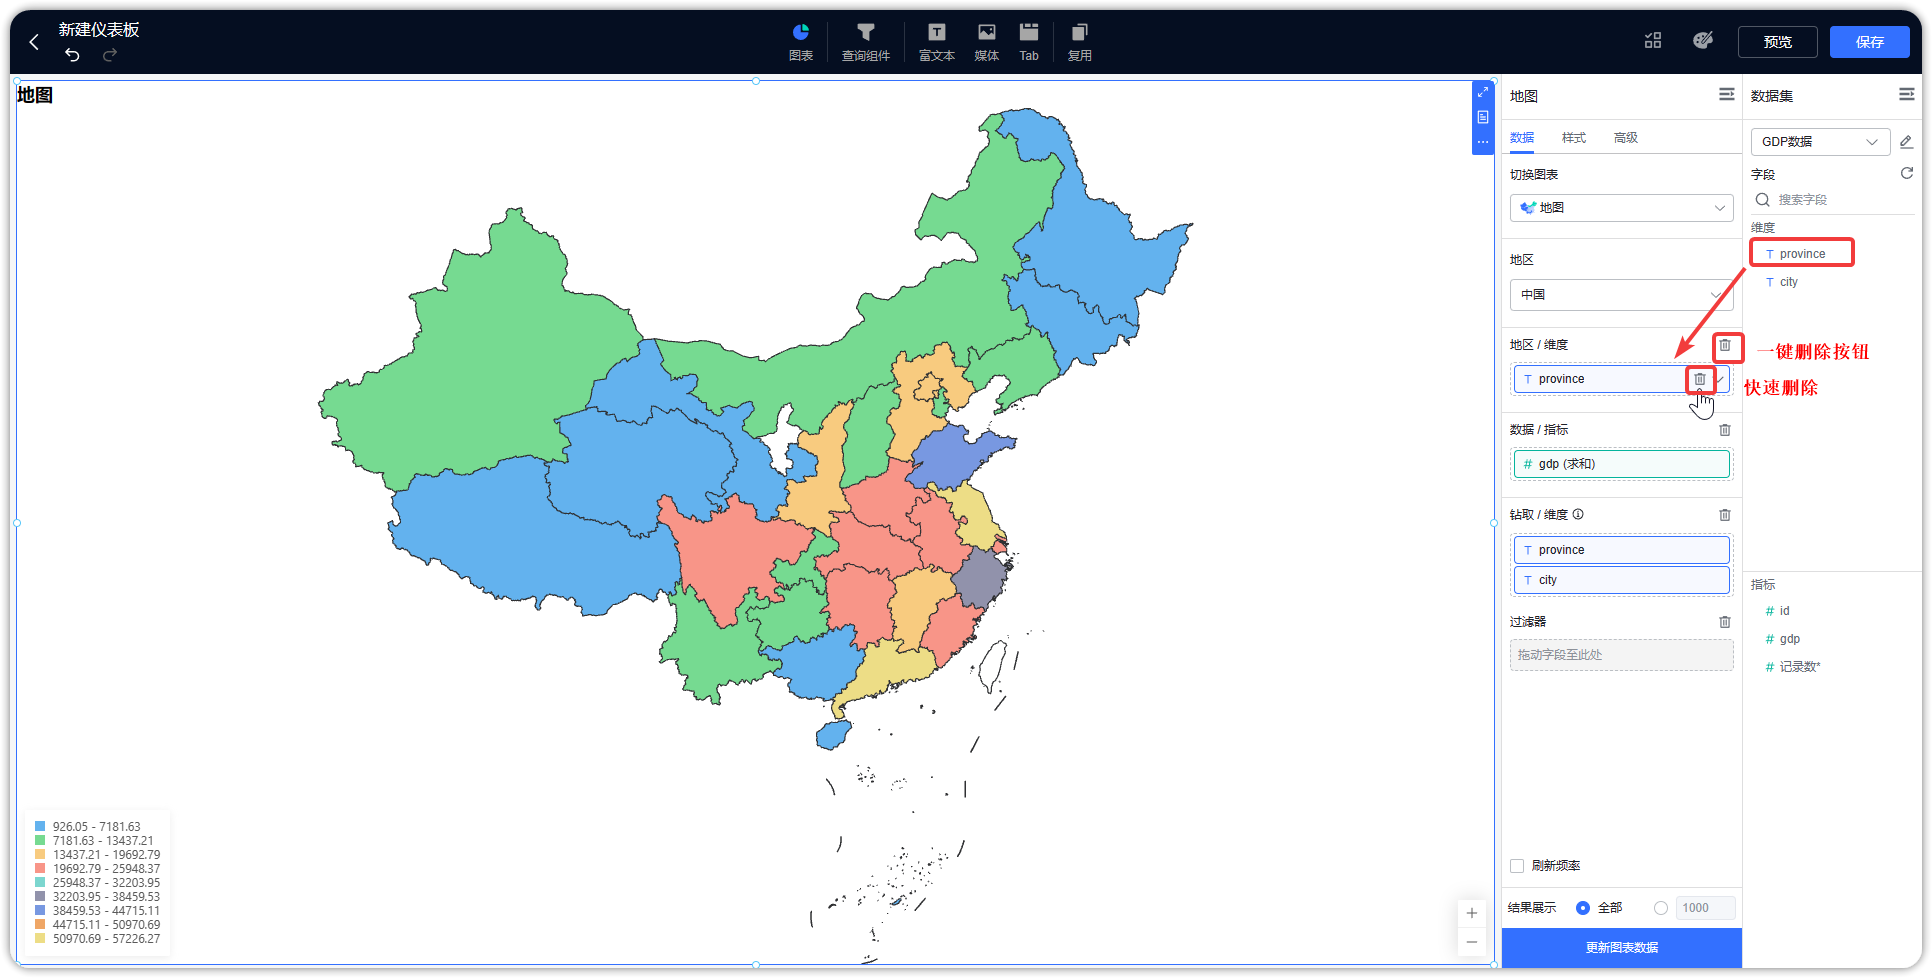 新建仪表板
图表
查询组件
富文本
媒体
Tab
复用
预览
保存
地图
926.05 - 7181.63
7181.63 - 13437.21
13437.21 - 19692.79
19692.79 - 25948.37
25948.37 - 32203.95
32203.95 - 38459.53
38459.53 - 44715.11
44715.11 - 50970.69
50970.69 - 57226.27
地图
数据 样式 高级
切换图表
地图
地区
中国
地区 / 维度
T province
一键删除按钮
快速删除
数据 / 指标
# gdp (求和)
钻取 / 维度
T province
T city
过滤器
拖动字段至此处
刷新频率
结果展示 全部 1000
更新图表数据
数据集
GDP数据
字段
搜索字段
维度
T province
T city
指标
# id
# gdp
# 记录数*